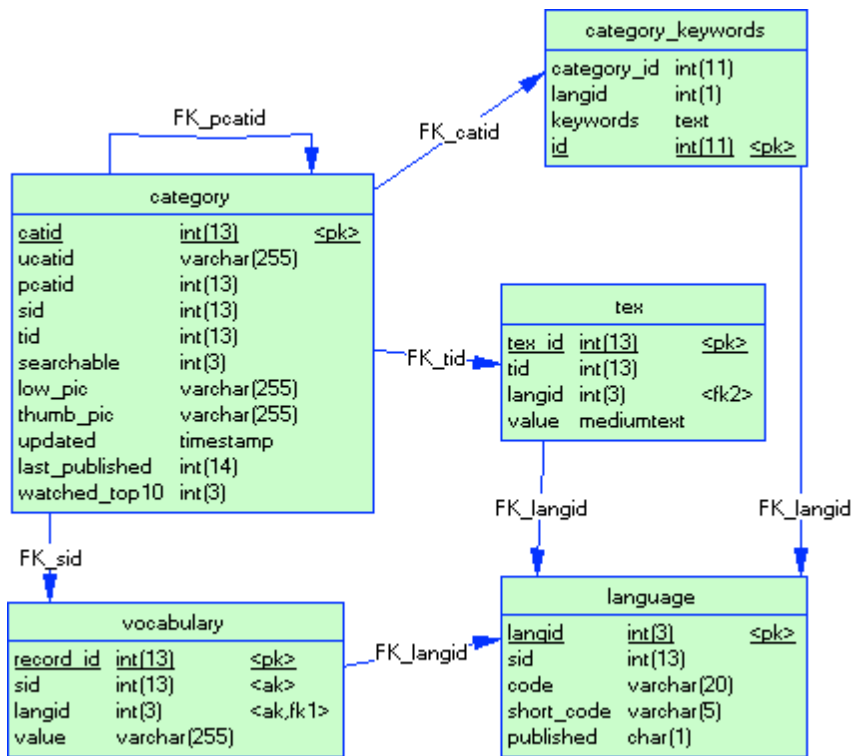 category_keywords
category_id int(11)
langid int(1)
keywords text
id int(11) <pk>
FK_pcatid
FK_catid
category
catid int(13) <pk>
ucatid varchar(255)
pcatid int(13)
sid int(13)
tid int(13)
searchable int(3)
low_pic varchar(255)
thumb_pic varchar(255)
updated timestamp
last_published int(14)
watched_top10 int(3)
FK_tid
tex
tex_id int(13) <pk>
tid int(13)
langid int(3) <fk2>
value mediumtext
FK_langid
FK_langid
FK_sid
vocabulary
record_id int(13) <pk>
sid int(13) <ak>
langid int(3) <ak,fk1>
value varchar(255)
FK_langid
language
langid int(3) <pk>
sid int(13)
code varchar(20)
short_code varchar(5)
published char(1)